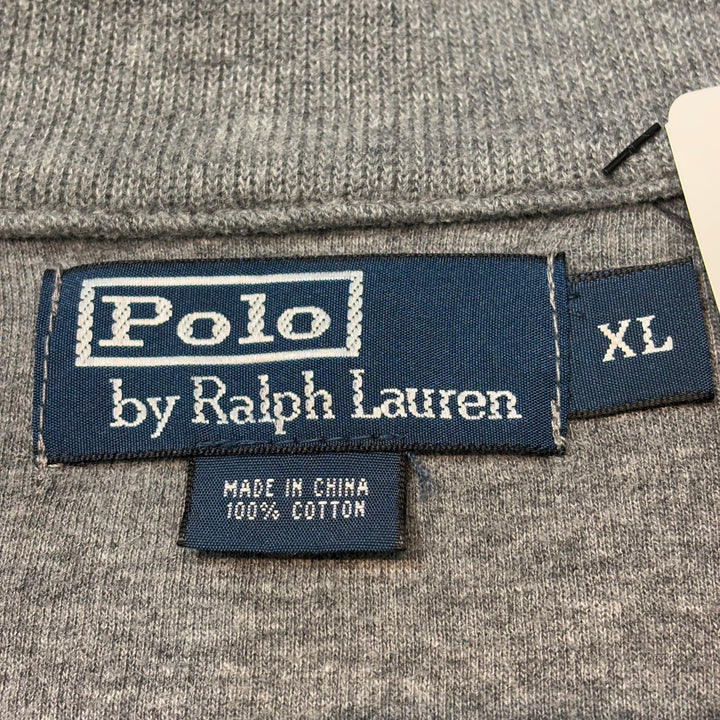 Polo
by Ralph Lauren
XL
MADE IN CHINA
100% COTTON